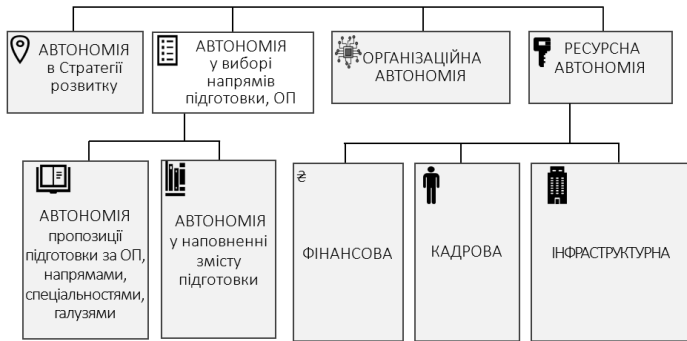 АВТОНОМІЯ
в Стратегії
розвитку
АВТОНОМІЯ
у виборі
напрямів
підготовки, ОП
ОРГАНІЗАЦІЙНА
АВТОНОМІЯ
РЕСУРСНА
АВТОНОМІЯ
АВТОНОМІЯ
пропозиції
підготовки за ОП,
напрямами,
спеціальностями,
галузями
АВТОНОМІЯ
у наповненні
змісту
підготовки
₴
ФІНАНСОВА
КАДРОВА
ІНФРАСТРУКТУРНА